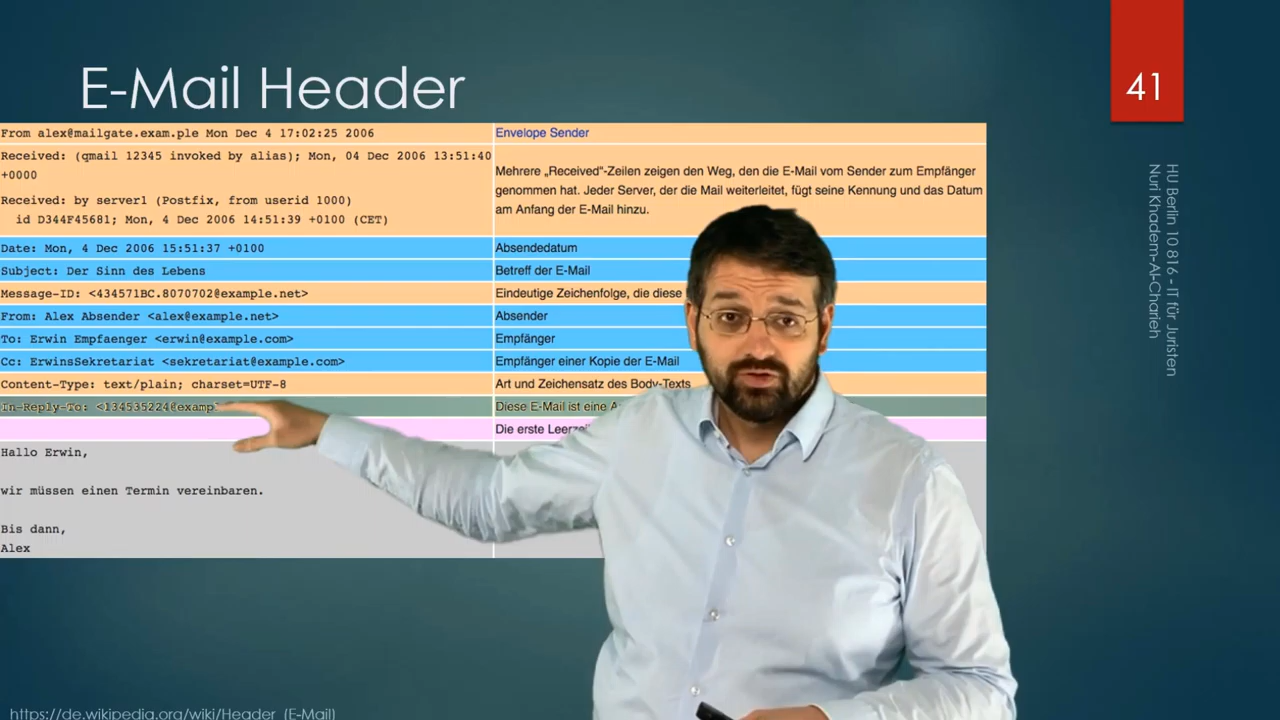 E-Mail Header
41
From alex@mailgate.exam.ple Mon Dec 4 17:02:25 2006
Envelope Sender
Received: (qmail 12345 invoked by alias); Mon, 04 Dec 2006 13:51:40
+0000
Received: by server1 (Postfix, from userid 1000)
id D344F45681; Mon, 4 Dec 2006 14:51:39 +0100 (CET)
Mehrere „Received“-Zeilen zeigen den Weg, den die E-Mail vom Sender zum Empfänger
genommen hat. Jeder Server, der die Mail weiterleitet, fügt seine Kennung und das Datum
am Anfang der E-Mail hinzu.
Date: Mon, 4 Dec 2006 15:51:37 +0100
Absendedatum
Subject: Der Sinn des Lebens
Betreff der E-Mail
Message-ID: <434571BC.8070702@example.net>
Eindeutige Zeichenfolge, die diese
From: Alex Absender <alex@example.net>
Absender
To: Erwin Empfaenger <erwin@example.com>
Empfänger
Cc: ErwinsSekretariat <sekretariat@example.com>
Empfänger einer Kopie der E-Mail
Content-Type: text/plain; charset=UTF-8
Art und Zeichensatz des Body-Texts
In-Reply-To: <134535224@exampl
Diese E-Mail ist eine A
Die erste Leerzei
Hallo Erwin,
wir müssen einen Termin vereinbaren.
Bis dann,
Alex
HU Berlin 10 816 - IT für Juristen
Nuri Khadem-Al-Charieh
https://de.wikipedia.org/wiki/Header_(E-Mail)